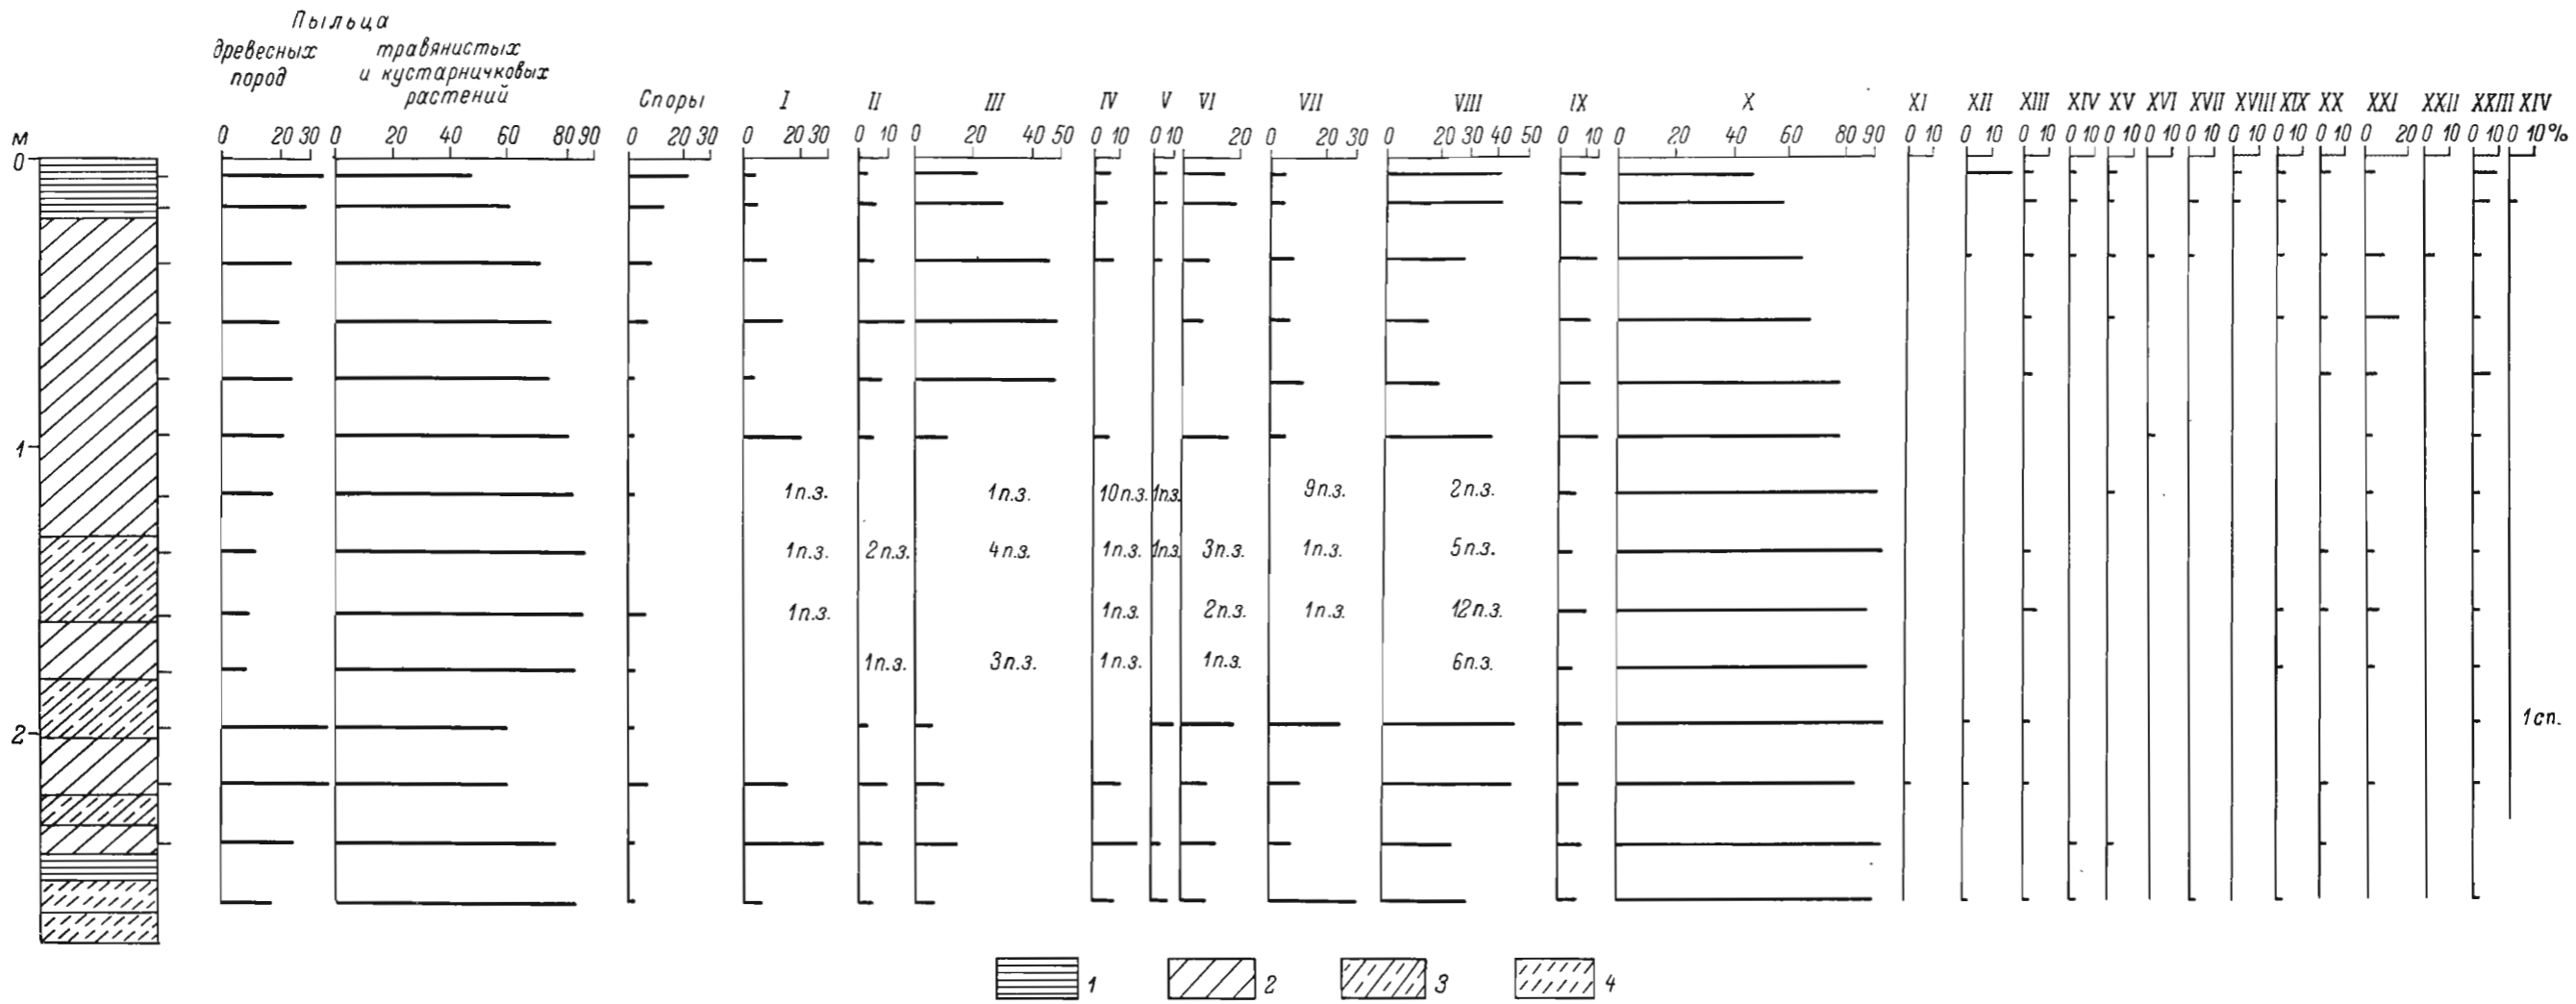 Пыльца
древесных пород
травянистых и кустарничковых растений
Споры I II III IV V VI VII VIII IX X XI XII XIII XIV XV XVI XVII XVIII XIX XX XXI XXII XXIII XIV
м 0 20 30 0 20 40 60 80 90 0 20 30 0 20 30 0 10 0 20 40 50 0 10 0 10 20 0 20 30 0 20 30 40 50 0 10 0 20 40 60 80 90 0 10 0 10 0 10 0 10 0 10 0 10 0 10 0 10 0 10 0 10 0 20 0 10 0 10 0 10%
0
1
1п.з. 1п.з. 10п.з. 1п.з. 9п.з. 2п.з.
1п.з. 2п.з. 4п.з. 1п.з. 1п.з. 3п.з. 1п.з. 5п.з.
1п.з. 1п.з. 2п.з. 1п.з. 12п.з.
1п.з. 3п.з. 1п.з. 1п.з. 6п.з.
2 1сп.
1 2 3 4